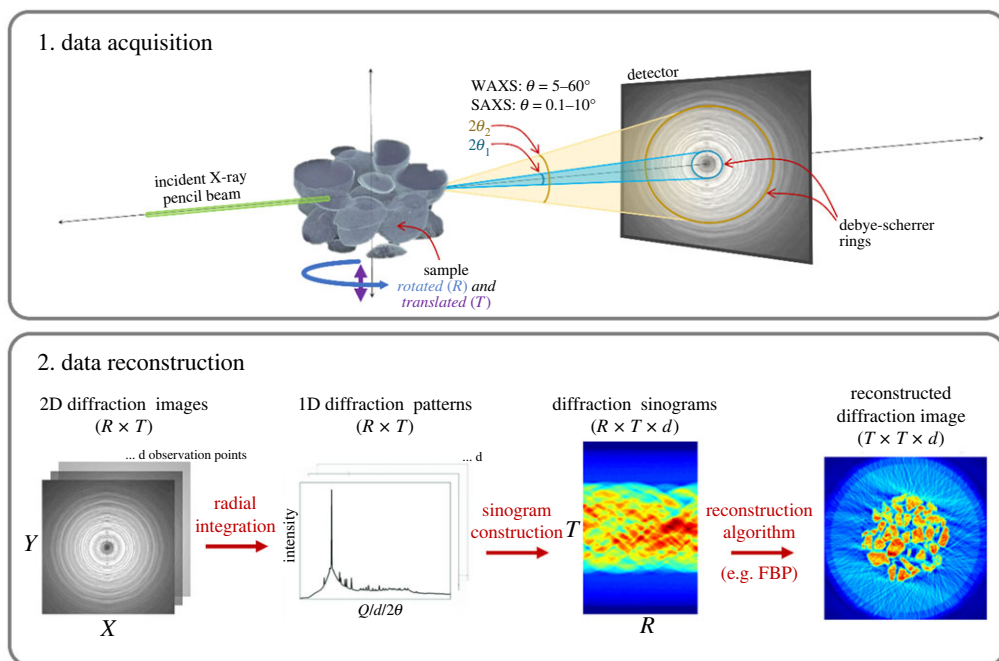 1. data acquisition
WAXS: θ = 5–60°
SAXS: θ = 0.1–10°
2θ₂
2θ₁
detector
incident X-ray
pencil beam
debye-scherrer
rings
sample
rotated (R) and
translated (T)
2. data reconstruction
2D diffraction images
(R × T)
... d observation points
Y
X
radial
integration
1D diffraction patterns
(R × T)
... d
intensity
Q/d/2θ
sinogram
construction
diffraction sinograms
(R × T × d)
T
R
reconstruction
algorithm
(e.g. FBP)
reconstructed
diffraction image
(T × T × d)